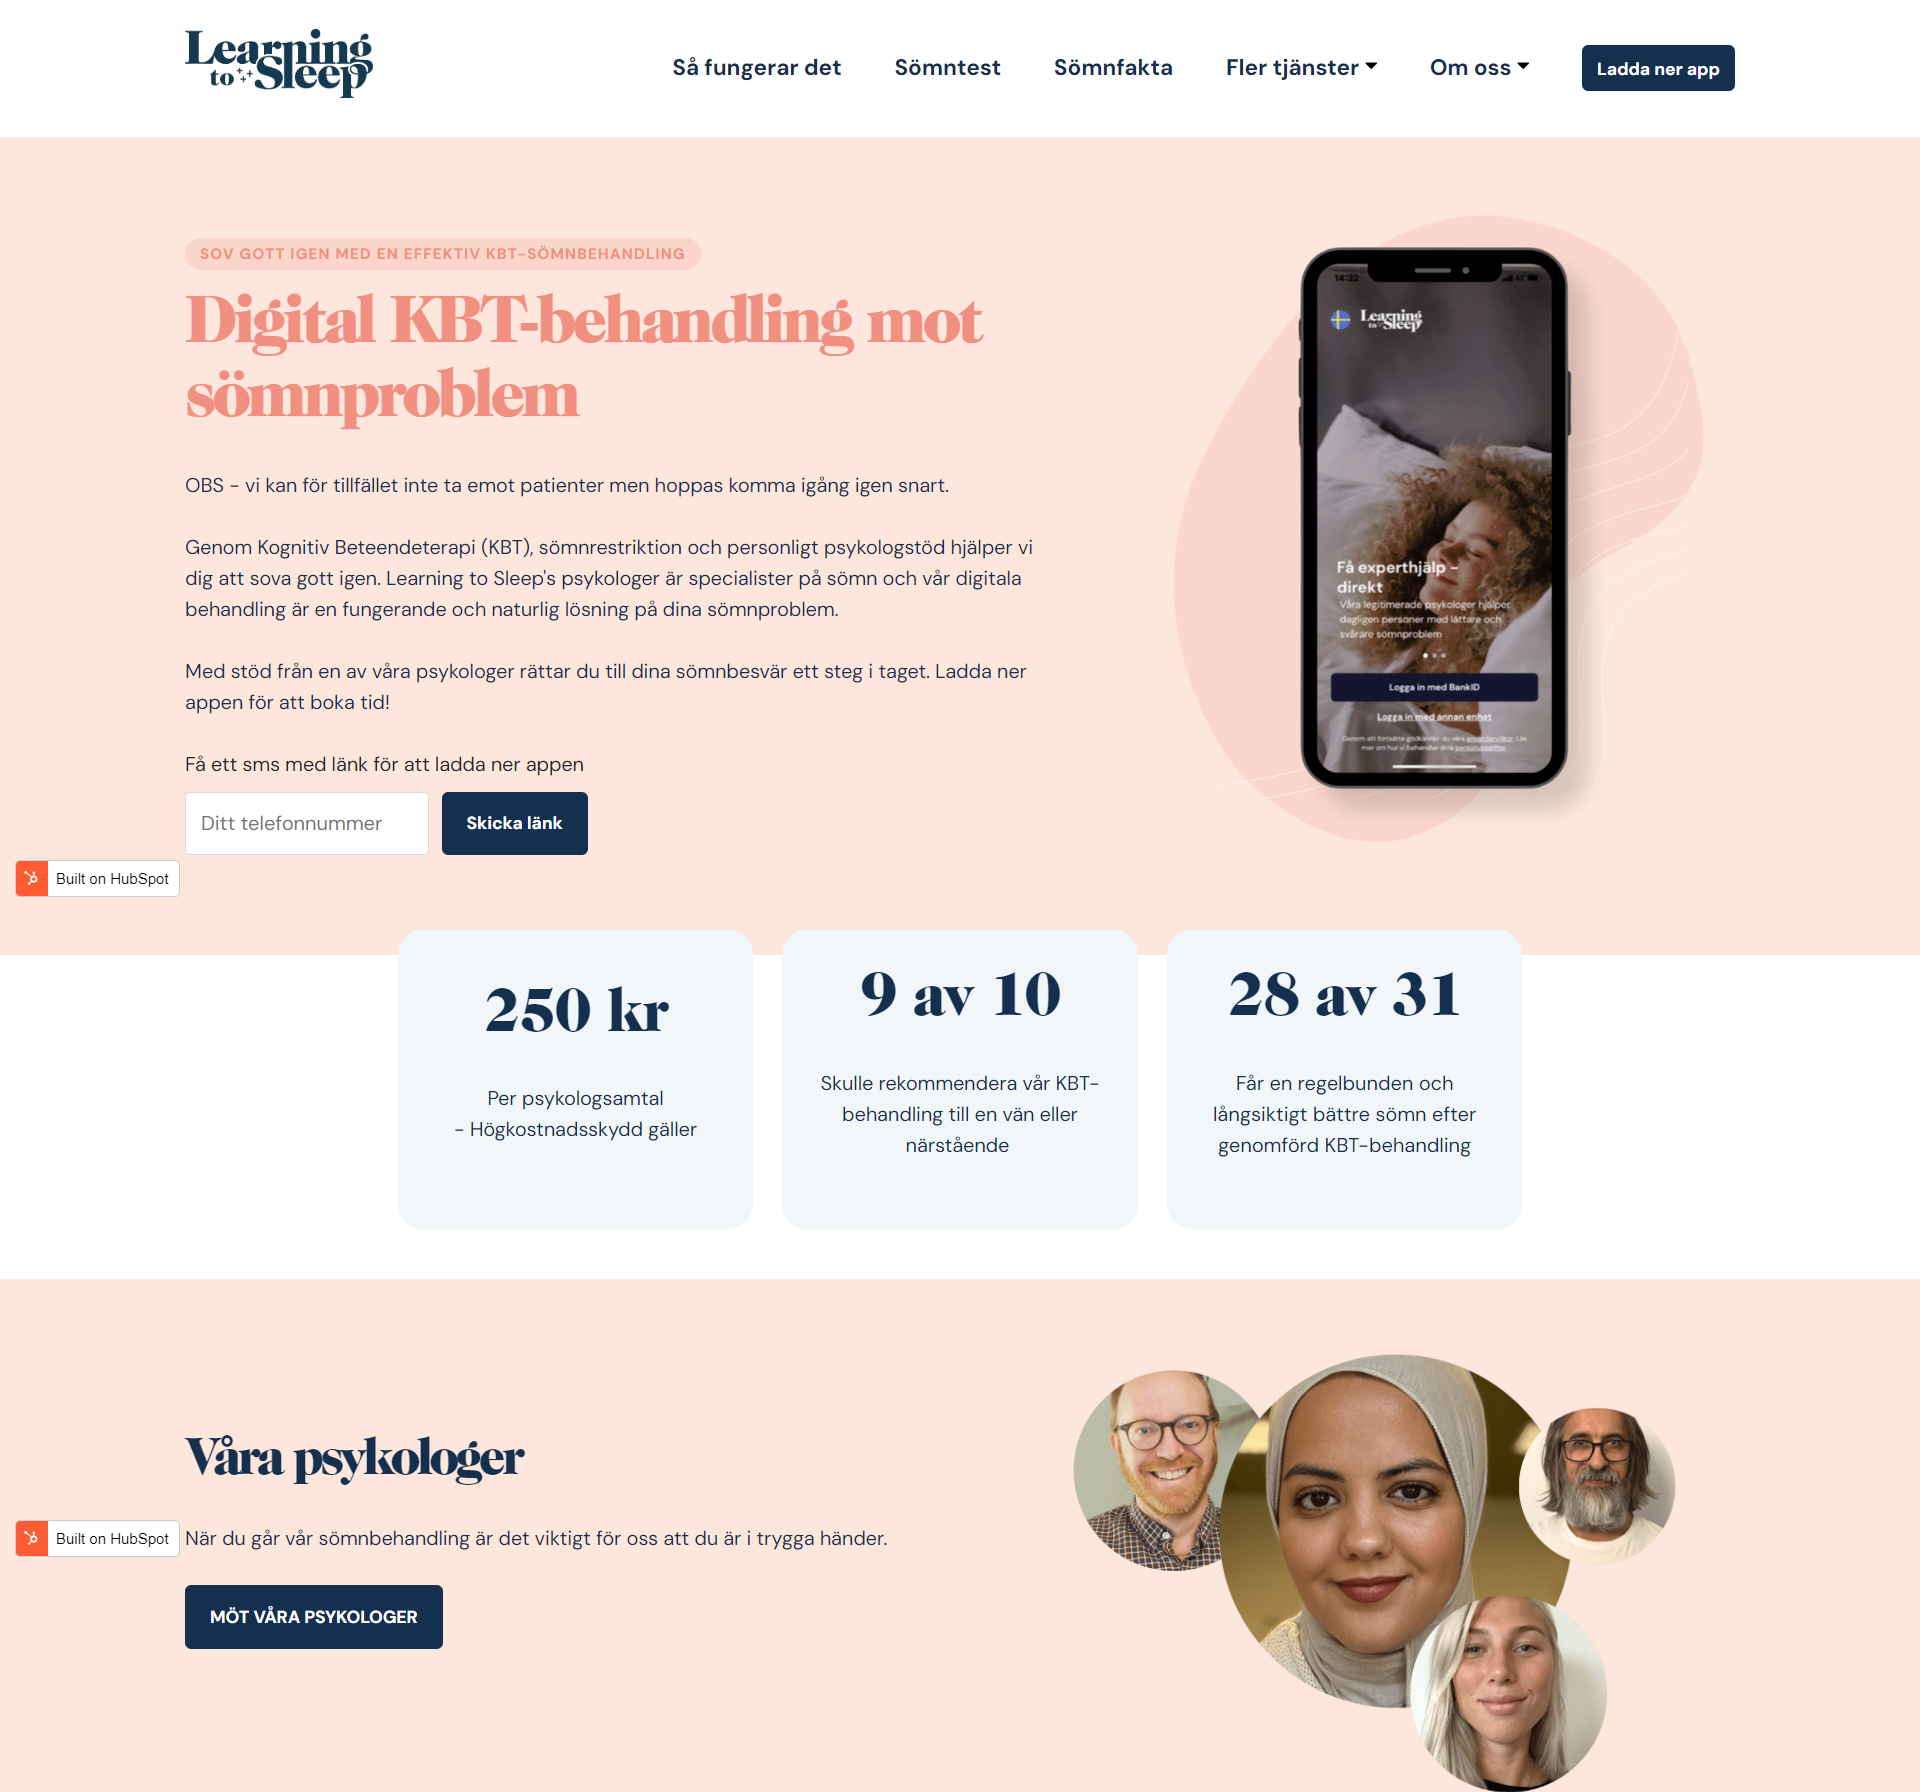 Learning to Sleep
Så fungerar det
Sömntest
Sömnfakta
Fler tjänster
Om oss
Ladda ner app
SOV GOTT IGEN MED EN EFFEKTIV KBT-SÖMNBEHANDLING
Digital KBT-behandling mot
sömnproblem
OBS - vi kan för tillfället inte ta emot patienter men hoppas komma igång igen snart.
Genom Kognitiv Beteendeterapi (KBT), sömnrestriktion och personligt psykologstöd hjälper vi
dig att sova gott igen. Learning to Sleep's psykologer är specialister på sömn och vår digitala
behandling är en fungerande och naturlig lösning på dina sömnproblem.
Med stöd från en av våra psykologer rättar du till dina sömnbesvär ett steg i taget. Ladda ner
appen för att boka tid!
Få ett sms med länk för att ladda ner appen
Ditt telefonnummer
Skicka länk
Built on HubSpot
14:32
4G
Learning
to Sleep
Få experthjälp -
direkt
Våra legitimerade psykologer hjälper
dagligen personer med lättare och
svårare sömnproblem
Logga in med BankID
Logga in med annan enhet
Genom att fortsätta godkänner du våra användarvillkor. Läs
mer om hur vi behandlar dina personuppgifter.
250 kr
Per psykologsamtal
- Högkostnadsskydd gäller
9 av 10
Skulle rekommendera vår KBT-
behandling till en vän eller
närstående
28 av 31
Får en regelbunden och
långsiktigt bättre sömn efter
genomförd KBT-behandling
Våra psykologer
Built on HubSpot
När du går vår sömnbehandling är det viktigt för oss att du är i trygga händer.
MÖT VÅRA PSYKOLOGER